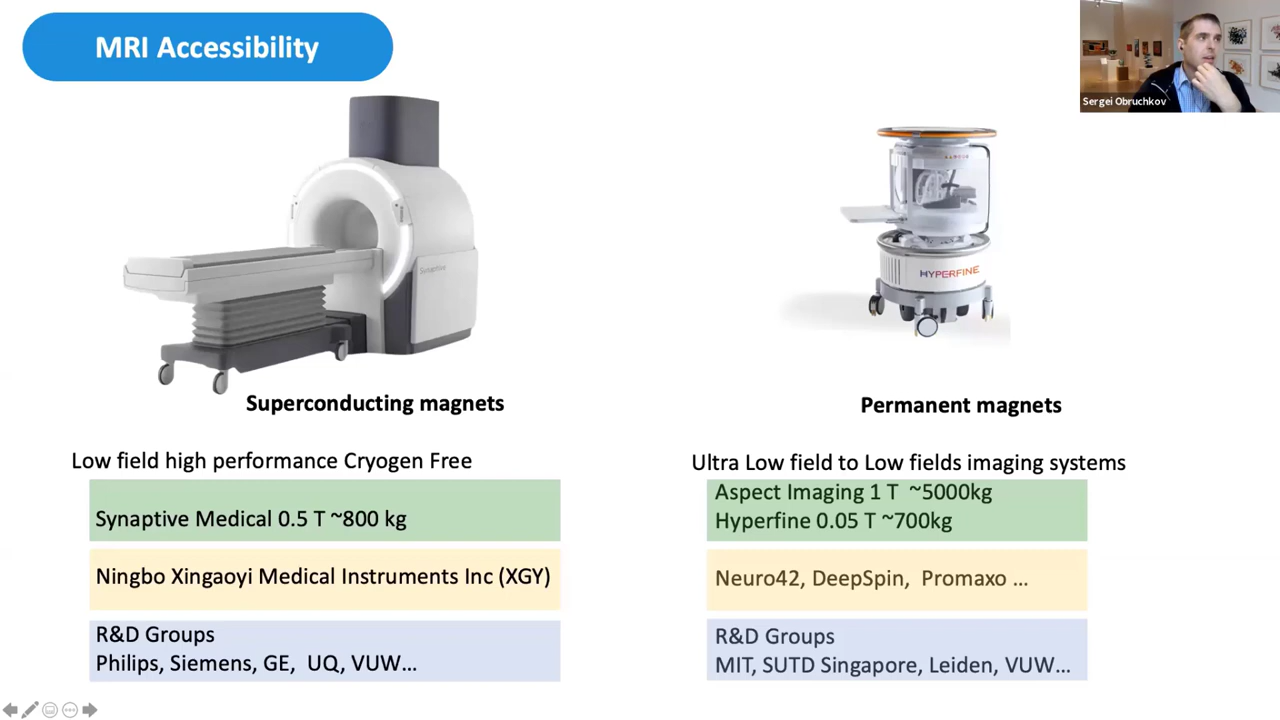 MRI Accessibility
Sergei Obruchkov
Synaptive
HYPERFINE
Superconducting magnets
Permanent magnets
Low field high performance Cryogen Free
Synaptive Medical 0.5 T ~800 kg
Ningbo Xingaoyi Medical Instruments Inc (XGY)
R&D Groups
Philips, Siemens, GE, UQ, VUW...
Ultra Low field to Low fields imaging systems
Aspect Imaging 1 T ~5000kg
Hyperfine 0.05 T ~700kg
Neuro42, DeepSpin, Promaxo ...
R&D Groups
MIT, SUTD Singapore, Leiden, VUW...